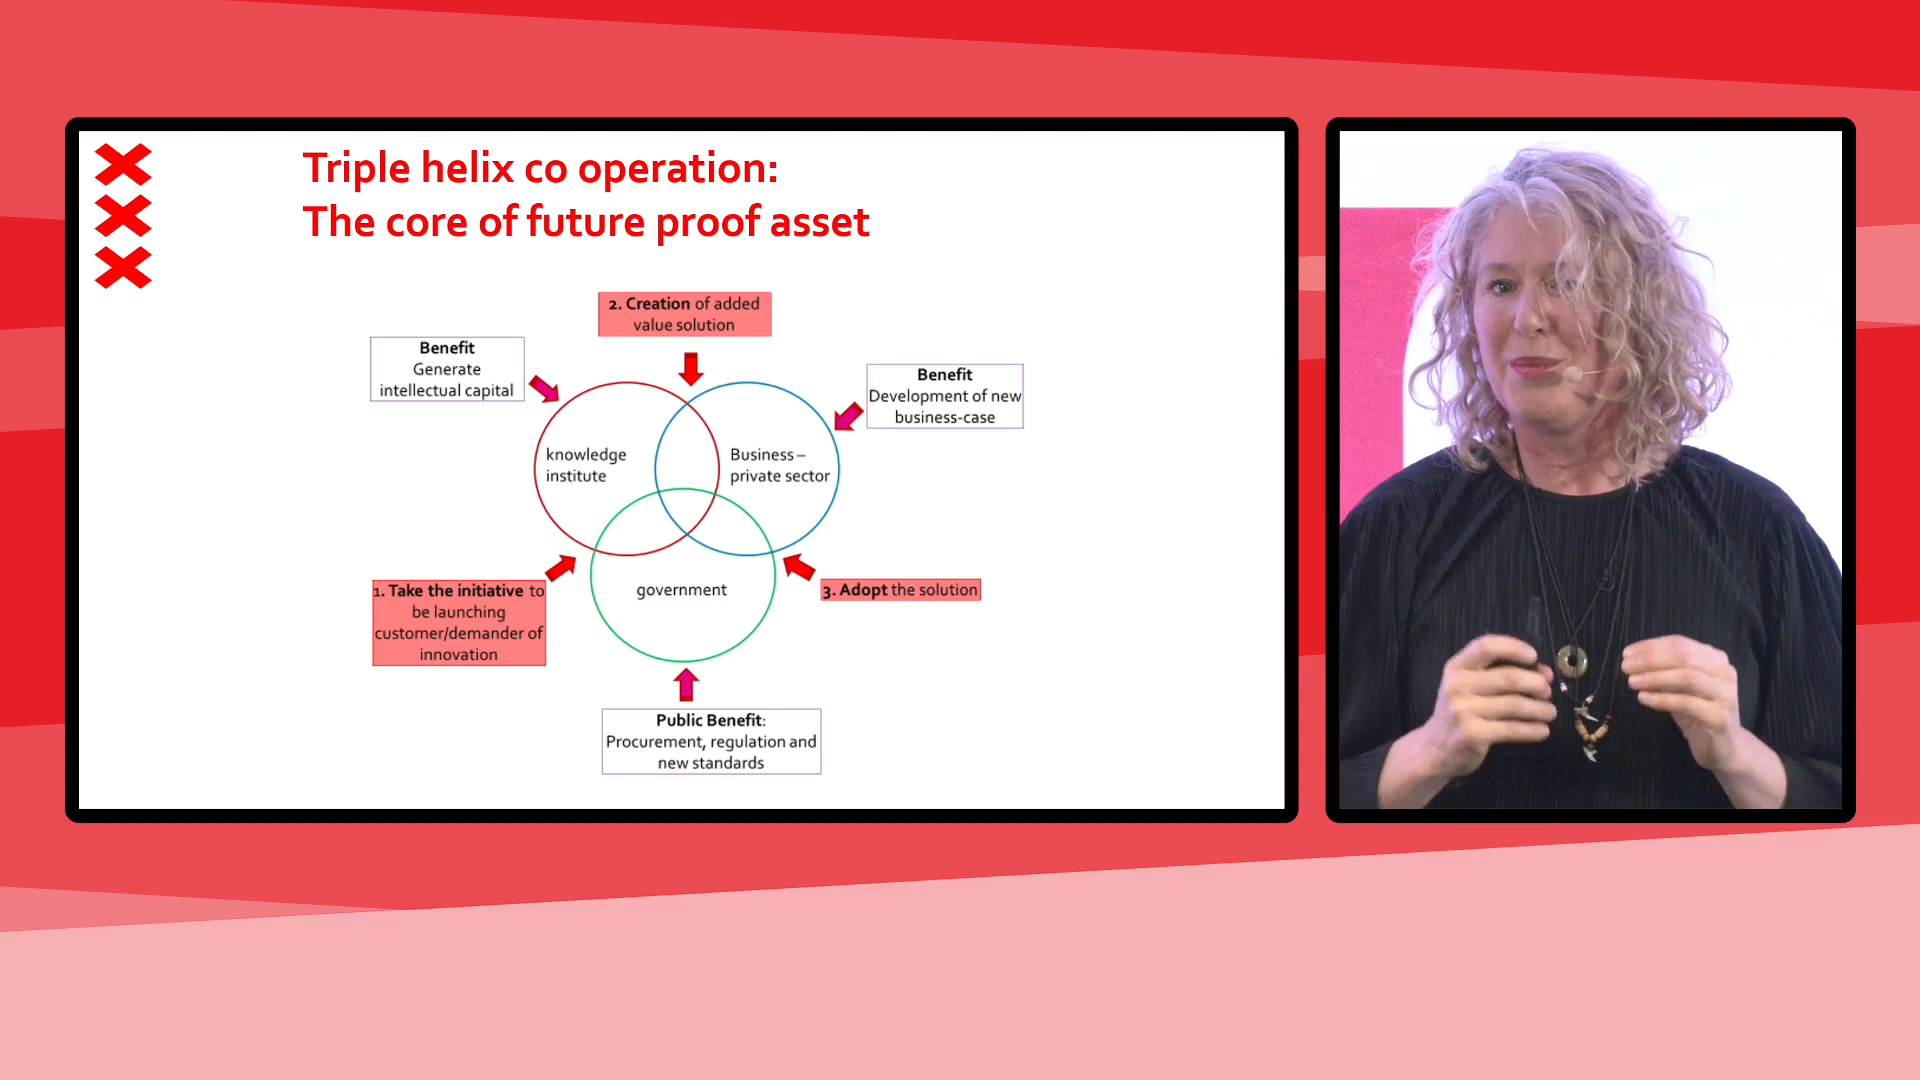 Triple helix co operation:
The core of future proof asset
2. Creation of added
value solution
Benefit
Generate
intellectual capital
Benefit
Development of new
business-case
knowledge
institute
Business –
private sector
1. Take the initiative to
be launching
customer/demander of
innovation
government
3. Adopt the solution
Public Benefit:
Procurement, regulation and
new standards